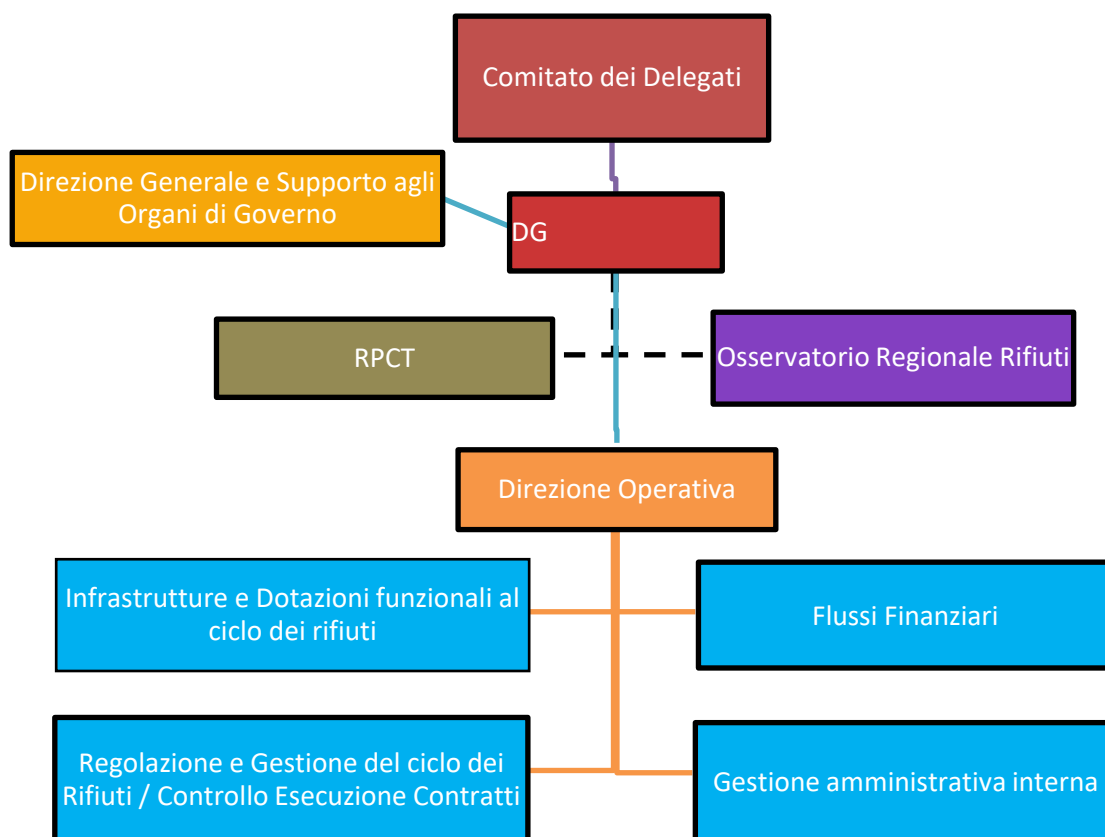 Comitato dei Delegati
Direzione Generale e Supporto agli
Organi di Governo
DG
RPCT
Osservatorio Regionale Rifiuti
Direzione Operativa
Infrastrutture e Dotazioni funzionali al
ciclo dei rifiuti
Flussi Finanziari
Regolazione e Gestione del ciclo dei
Rifiuti / Controllo Esecuzione Contratti
Gestione amministrativa interna